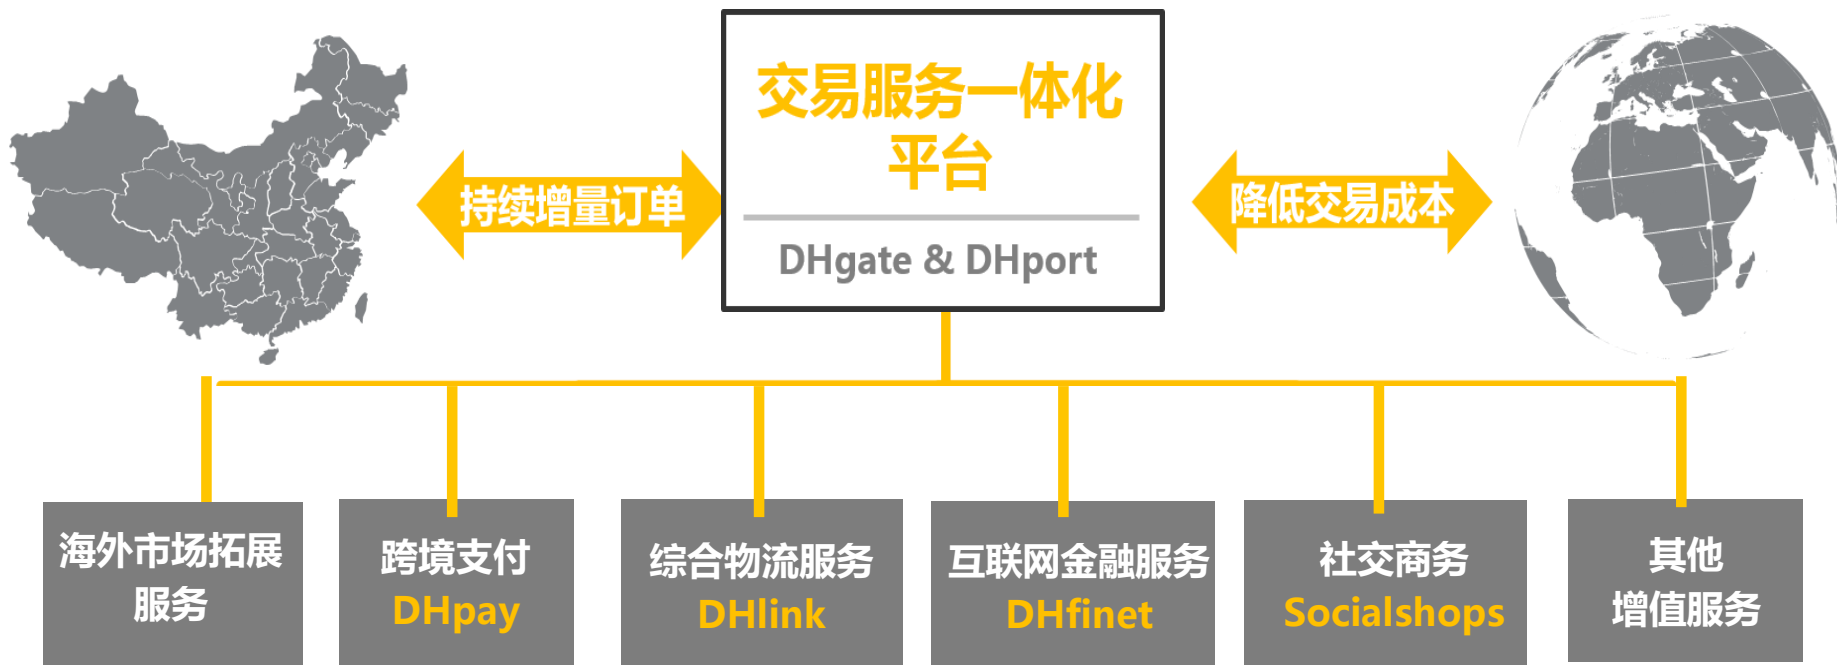 交易服务一体化
平台
持续增量订单
降低交易成本
DHgate & DHport
海外市场拓展
服务
跨境支付
DHpay
综合物流服务
DHlink
互联网金融服务
DHfinet
社交商务
Socialshops
其他
增值服务